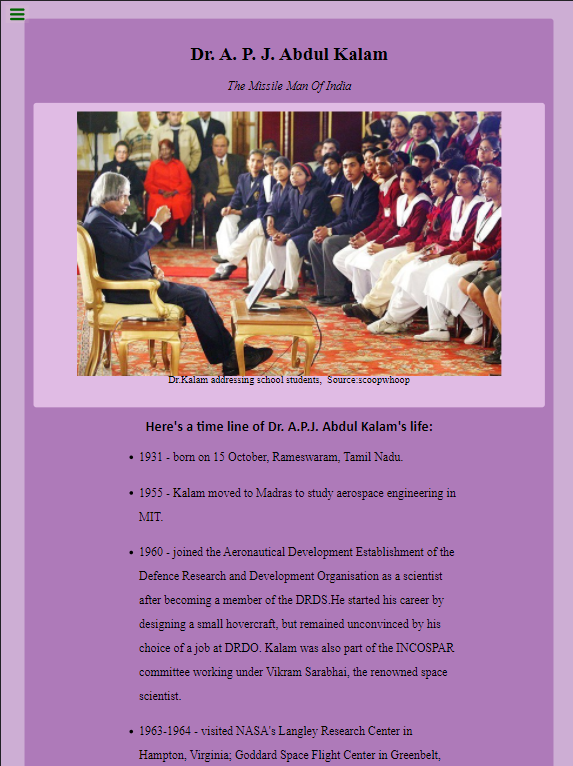 Dr. A. P. J. Abdul Kalam
The Missile Man Of India
Dr.Kalam addressing school students, Source:scoopwhoop
Here's a time line of Dr. A.P.J. Abdul Kalam's life:
• 1931 - born on 15 October, Rameswaram, Tamil Nadu.
• 1955 - Kalam moved to Madras to study aerospace engineering in
MIT.
• 1960 - joined the Aeronautical Development Establishment of the
Defence Research and Development Organisation as a scientist
after becoming a member of the DRDS.He started his career by
designing a small hovercraft, but remained unconvinced by his
choice of a job at DRDO. Kalam was also part of the INCOSPAR
committee working under Vikram Sarabhai, the renowned space
scientist.
• 1963-1964 - visited NASA's Langley Research Center in
Hampton, Virginia; Goddard Space Flight Center in Greenbelt,